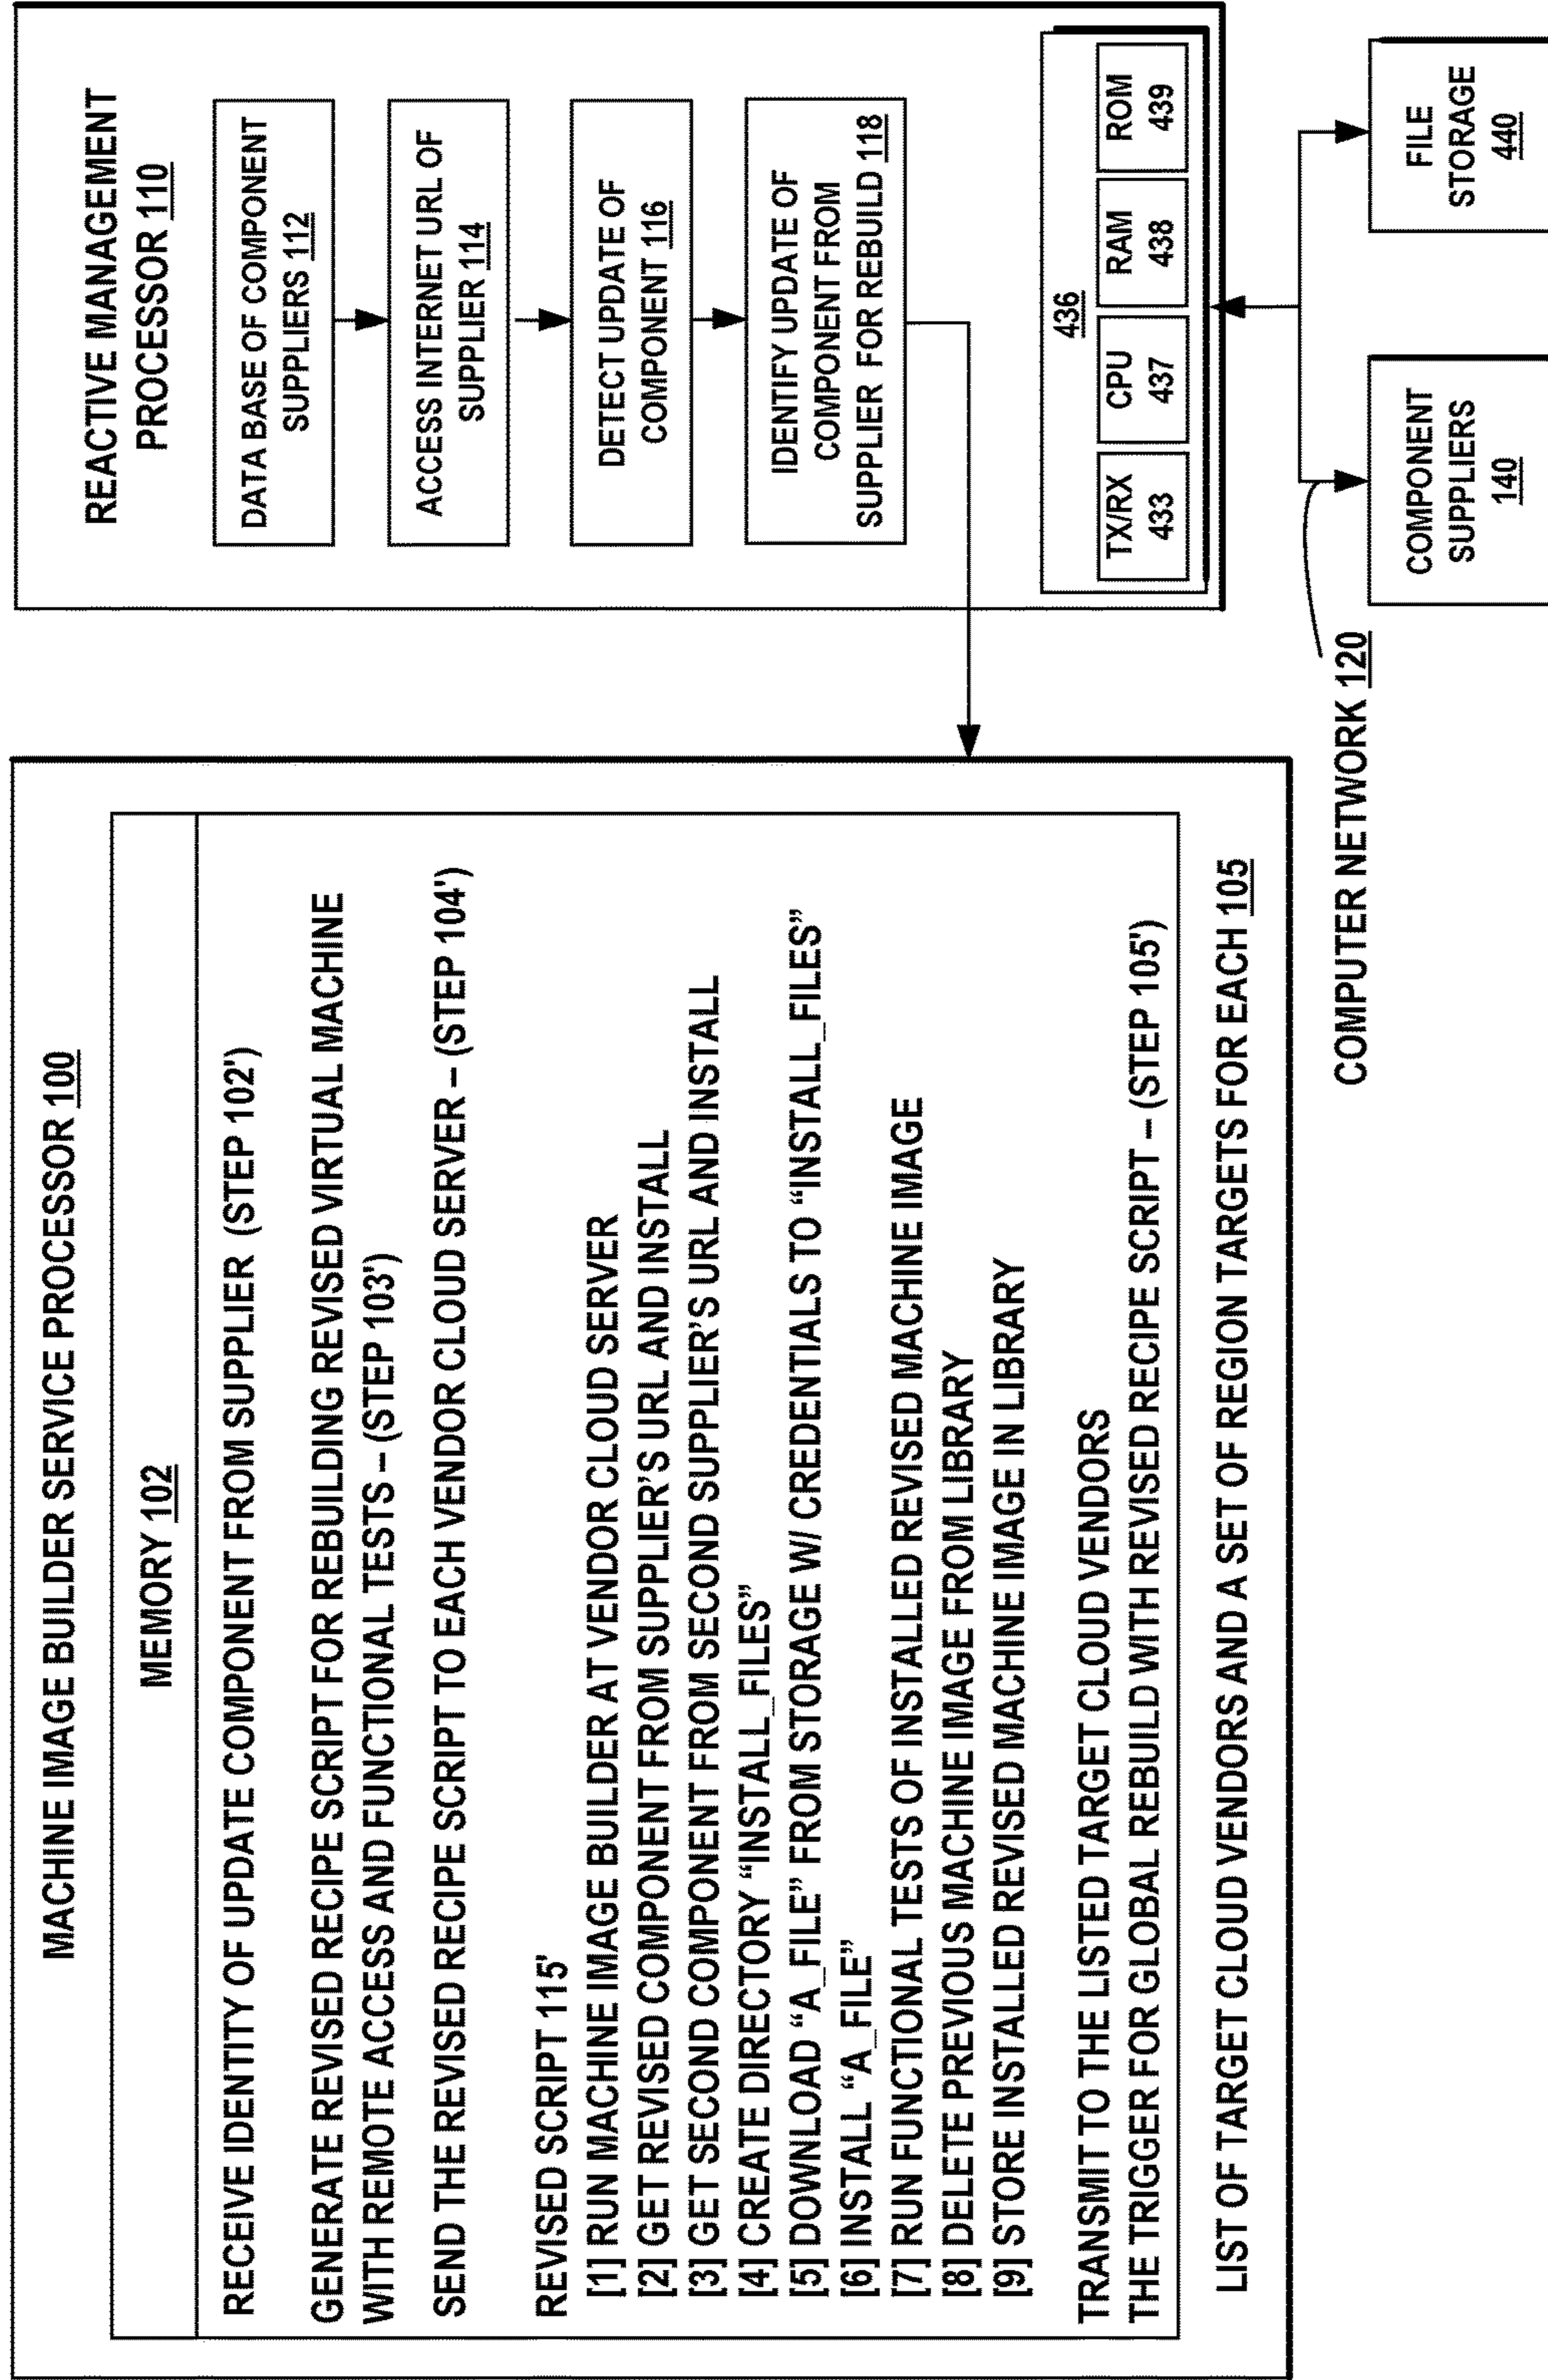 MACHINE IMAGE BUILDER SERVICE PROCESSOR 100
MEMORY 102
RECEIVE IDENTITY OF UPDATE COMPONENT FROM SUPPLIER (STEP 102')
GENERATE REVISED RECIPE SCRIPT FOR REBUILDING REVISED VIRTUAL MACHINE
WITH REMOTE ACCESS AND FUNCTIONAL TESTS – (STEP 103')
SEND THE REVISED RECIPE SCRIPT TO EACH VENDOR CLOUD SERVER – (STEP 104')
REVISED SCRIPT 115'
[1] RUN MACHINE IMAGE BUILDER AT VENDOR CLOUD SERVER
[2] GET REVISED COMPONENT FROM SUPPLIER'S URL AND INSTALL
[3] GET SECOND COMPONENT FROM SECOND SUPPLIER'S URL AND INSTALL
[4] CREATE DIRECTORY “INSTALL_FILES”
[5] DOWNLOAD “A_FILE” FROM STORAGE W/ CREDENTIALS TO “INSTALL_FILES”
[6] INSTALL “A_FILE”
[7] RUN FUNCTIONAL TESTS OF INSTALLED REVISED MACHINE IMAGE
[8] DELETE PREVIOUS MACHINE IMAGE FROM LIBRARY
[9] STORE INSTALLED REVISED MACHINE IMAGE IN LIBRARY
TRANSMIT TO THE LISTED TARGET CLOUD VENDORS
THE TRIGGER FOR GLOBAL REBUILD WITH REVISED RECIPE SCRIPT – (STEP 105')
LIST OF TARGET CLOUD VENDORS AND A SET OF REGION TARGETS FOR EACH 105
REACTIVE MANAGEMENT
PROCESSOR 110
DATA BASE OF COMPONENT
SUPPLIERS 112
ACCESS INTERNET URL OF
SUPPLIER 114
DETECT UPDATE OF
COMPONENT 116
IDENTIFY UPDATE OF
COMPONENT FROM
SUPPLIER FOR REBUILD 118
436
TX/RX
433
CPU
437
RAM
438
ROM
439
COMPUTER NETWORK 120
COMPONENT
SUPPLIERS
140
FILE
STORAGE
440